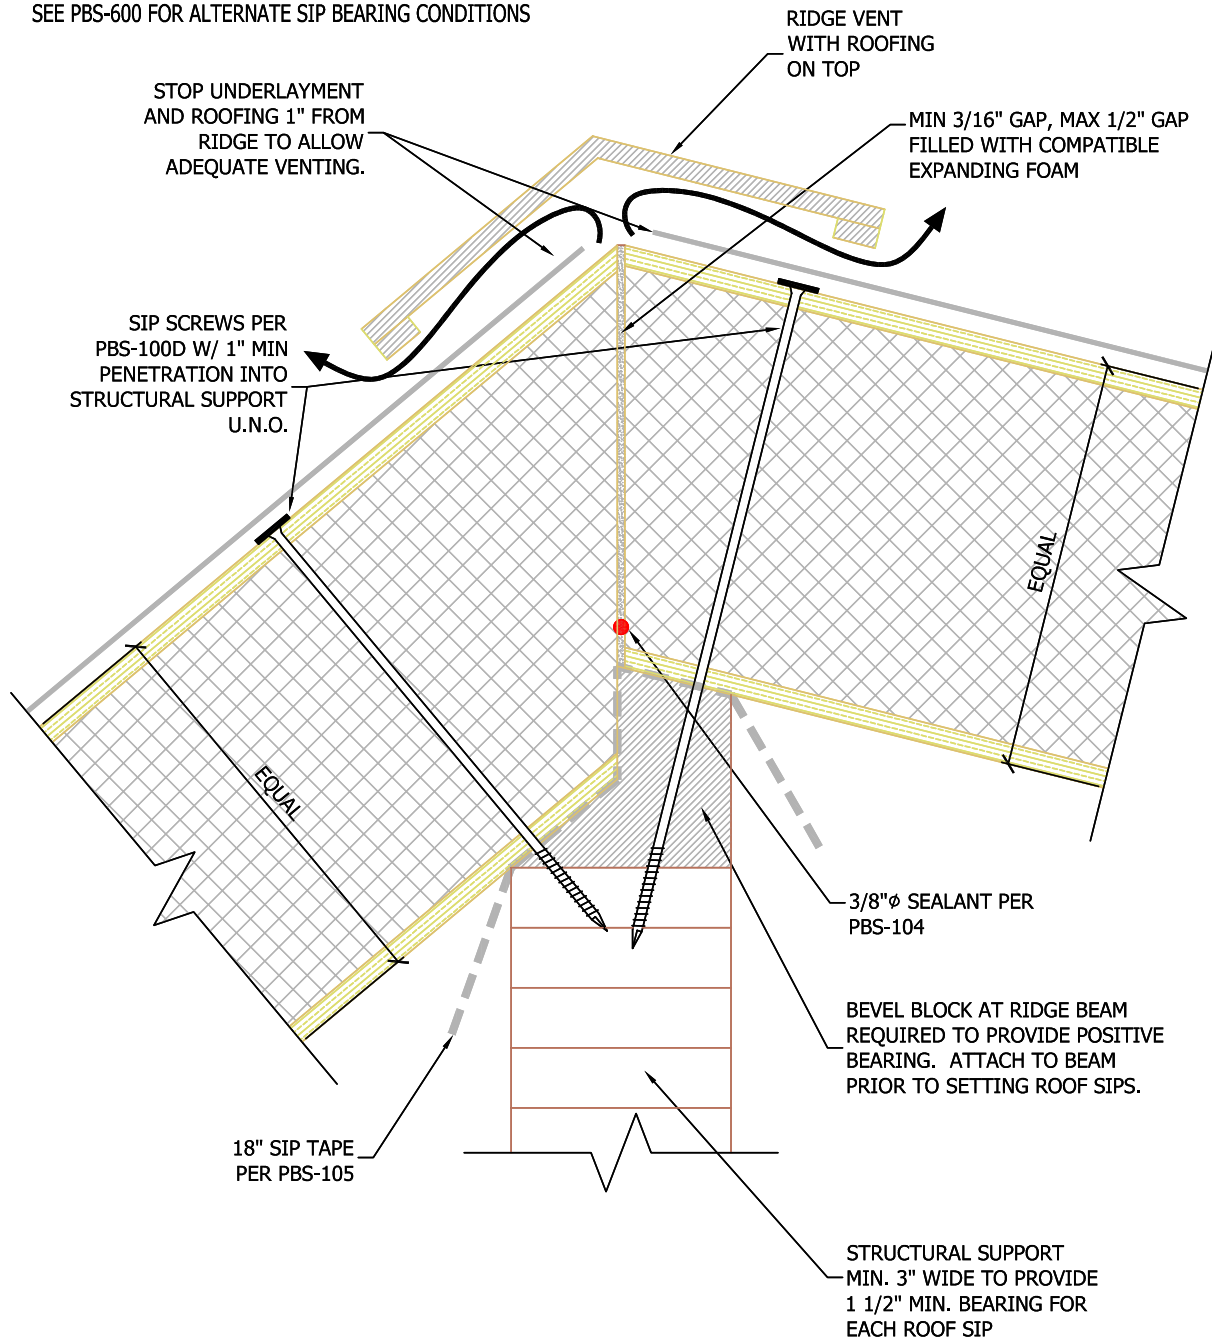 SEE PBS-600 FOR ALTERNATE SIP BEARING CONDITIONS
RIDGE VENT
WITH ROOFING
ON TOP
STOP UNDERLAYMENT
AND ROOFING 1" FROM
RIDGE TO ALLOW
ADEQUATE VENTING.
MIN 3/16" GAP, MAX 1/2" GAP
FILLED WITH COMPATIBLE
EXPANDING FOAM
SIP SCREWS PER
PBS-100D W/ 1" MIN
PENETRATION INTO
STRUCTURAL SUPPORT
U.N.O.
EQUAL
EQUAL
3/8"ø SEALANT PER
PBS-104
BEVEL BLOCK AT RIDGE BEAM
REQUIRED TO PROVIDE POSITIVE
BEARING.  ATTACH TO BEAM
PRIOR TO SETTING ROOF SIPS.
18" SIP TAPE
PER PBS-105
STRUCTURAL SUPPORT
MIN. 3" WIDE TO PROVIDE
1 1/2" MIN. BEARING FOR
EACH ROOF SIP